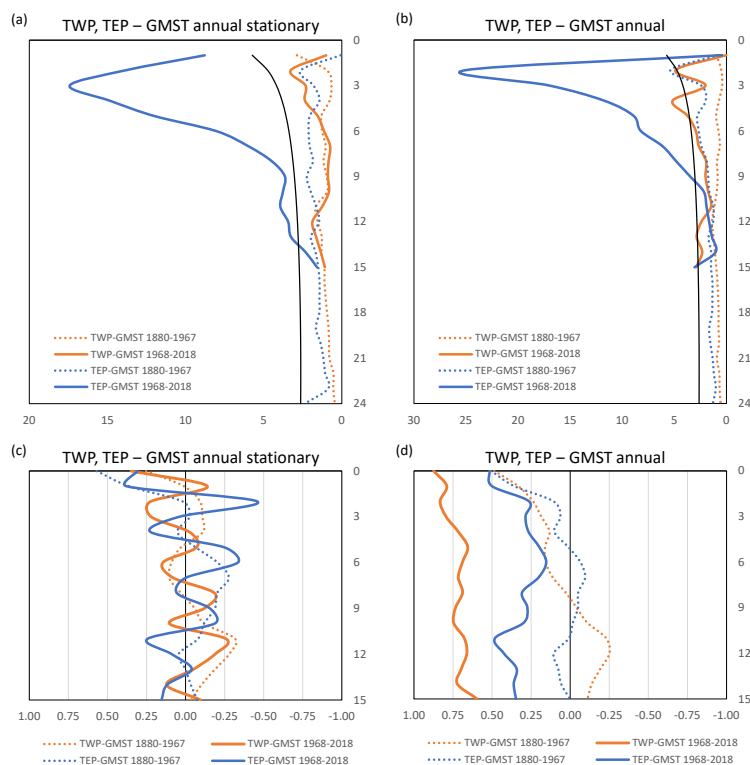 (a)
TWP, TEP – GMST annual stationary
0
3
6
9
12
15
18
21
24
TWP-GMST 1880-1967
TWP-GMST 1968-2018
TEP-GMST 1880-1967
TEP-GMST 1968-2018
20
15
10
5
0
(b)
TWP, TEP – GMST annual
0
3
6
9
12
15
18
21
24
TWP-GMST 1880-1967
TWP-GMST 1968-2018
TEP-GMST 1880-1967
TEP-GMST 1968-2018
30
25
20
15
10
5
0
(c)
TWP, TEP – GMST annual stationary
0
3
6
9
12
15
1.00
0.75
0.50
0.25
0.00
-0.25
-0.50
-0.75
-1.00
TWP-GMST 1880-1967
TWP-GMST 1968-2018
TEP-GMST 1880-1967
TEP-GMST 1968-2018
(d)
TWP, TEP – GMST annual
0
3
6
9
12
15
1.00
0.75
0.50
0.25
0.00
-0.25
-0.50
-0.75
-1.00
TWP-GMST 1880-1967
TWP-GMST 1968-2018
TEP-GMST 1880-1967
TEP-GMST 1968-2018